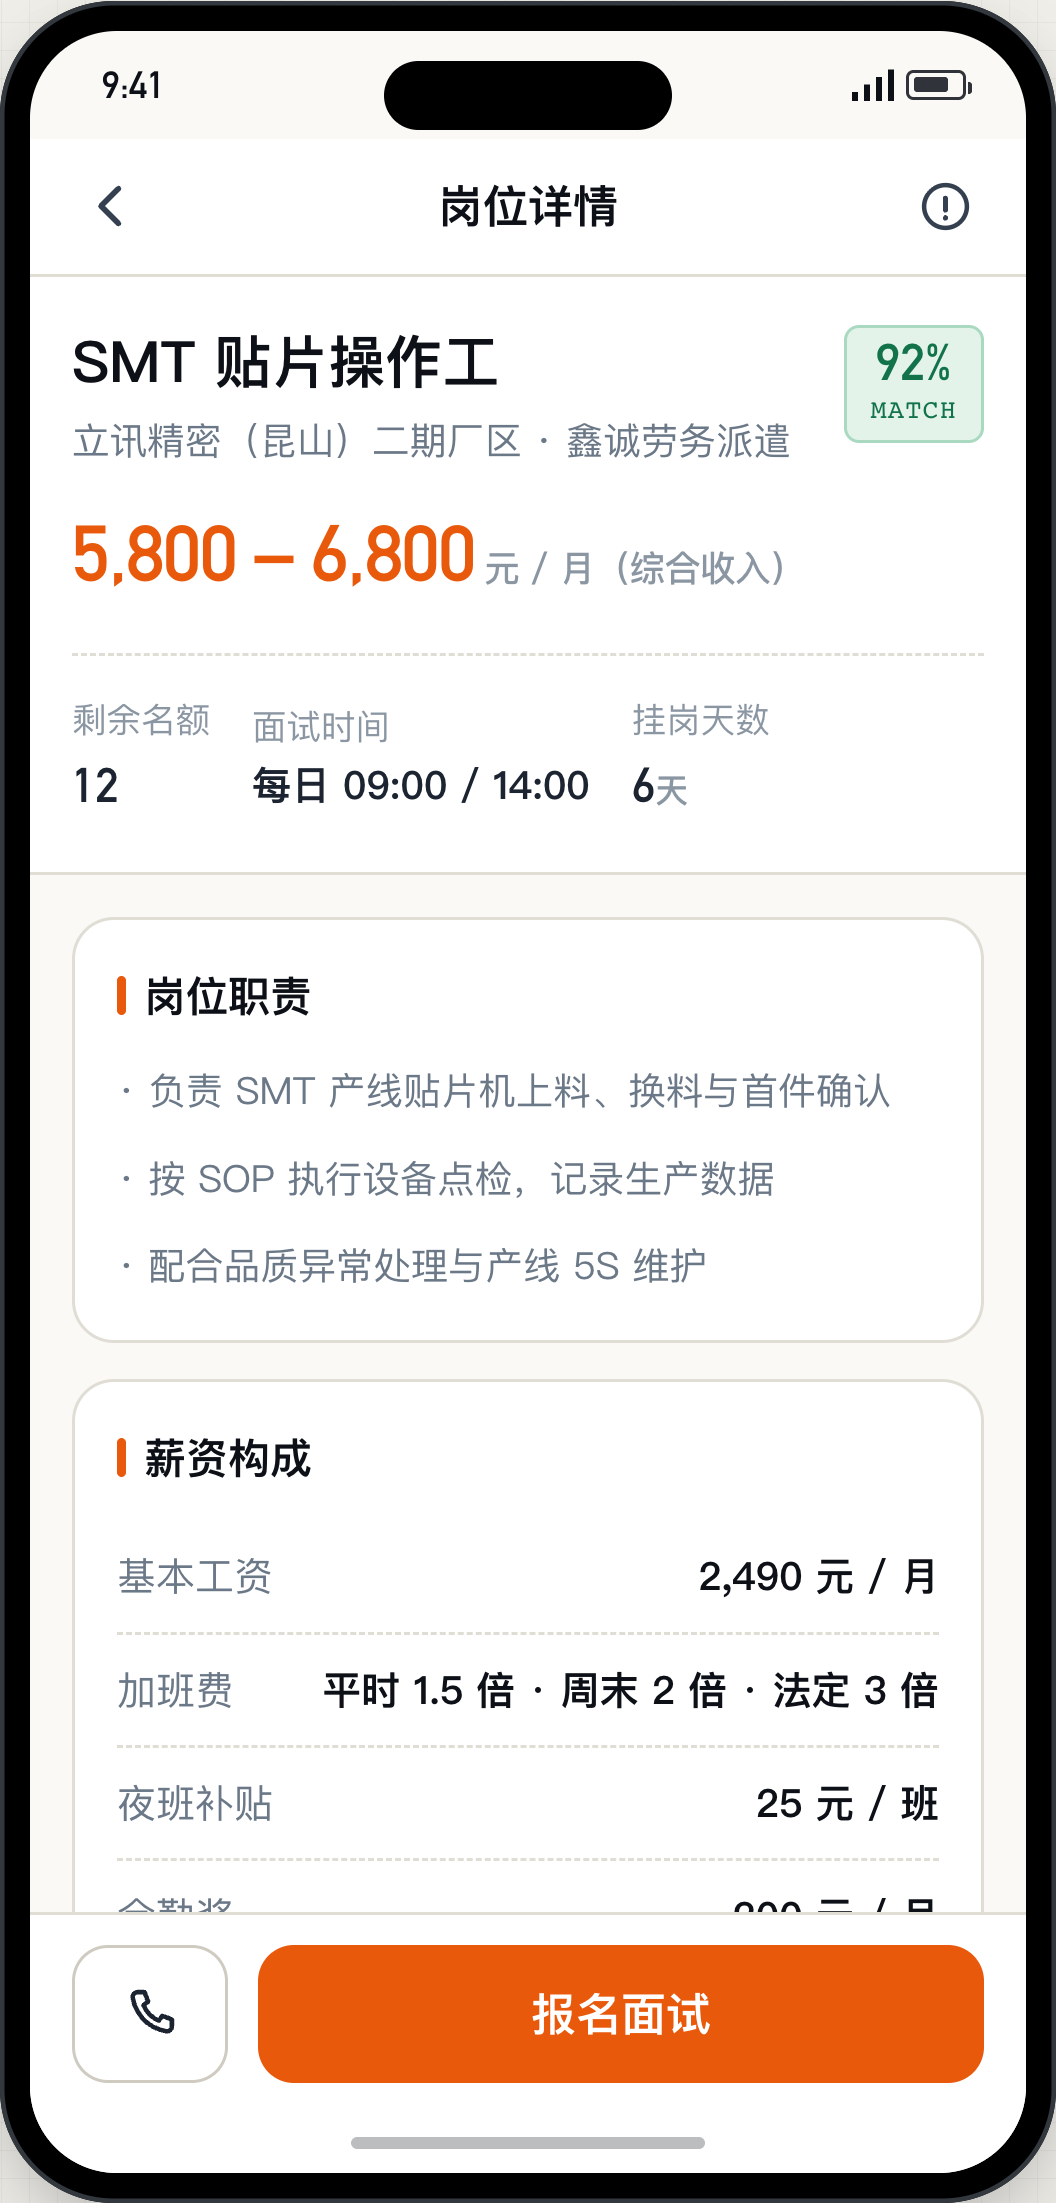 9:41
岗位详情
SMT 贴片操作工
92%
MATCH
立讯精密（昆山）二期厂区 · 鑫诚劳务派遣
5,800 – 6,800 元 / 月（综合收入）
剩余名额 面试时间 挂岗天数
12 每日 09:00 / 14:00 6天
岗位职责
· 负责 SMT 产线贴片机上料、换料与首件确认
· 按 SOP 执行设备点检，记录生产数据
· 配合品质异常处理与产线 5S 维护
薪资构成
基本工资 2,490 元 / 月
加班费 平时 1.5 倍 · 周末 2 倍 · 法定 3 倍
夜班补贴 25 元 / 班
元 / 月
报名面试